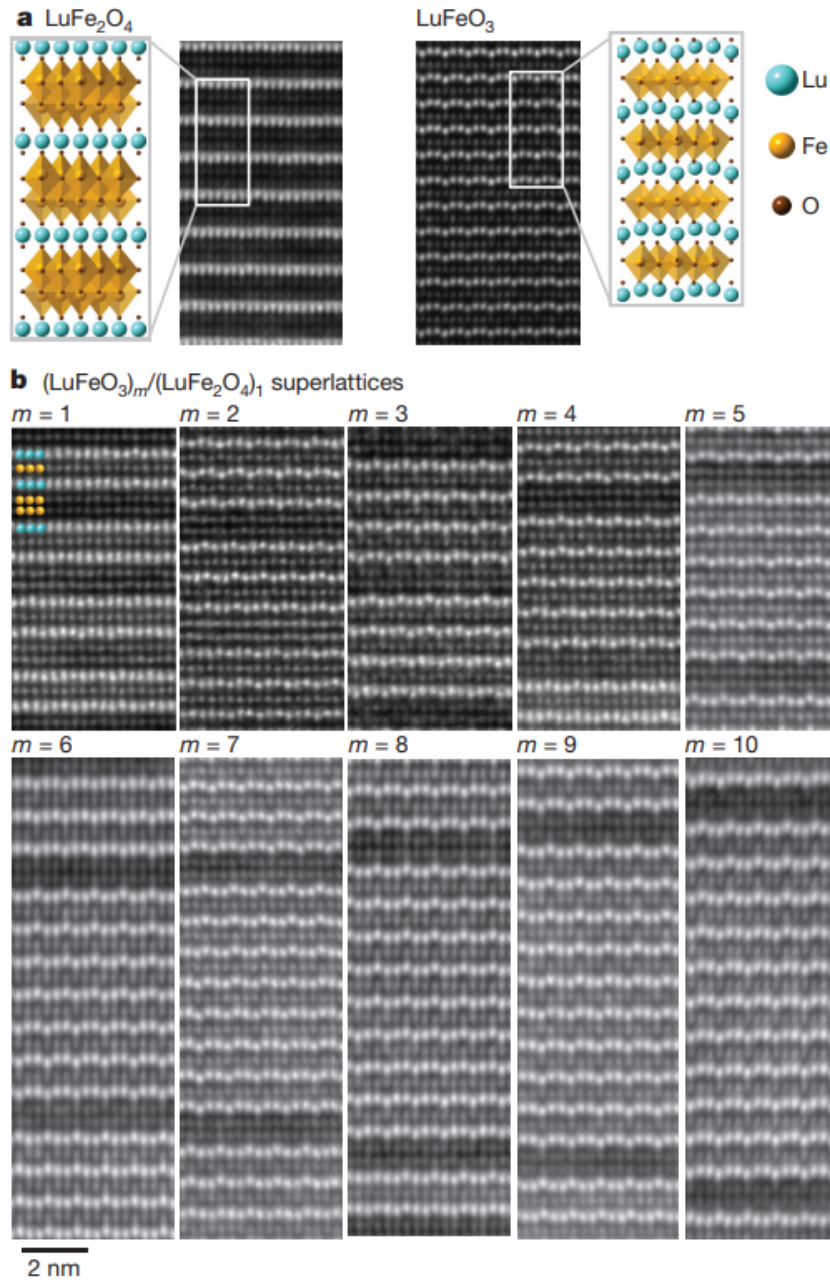 a LuFe₂O₄
LuFeO₃
Lu
Fe
O
b (LuFeO₃)ₘ/(LuFe₂O₄)₁ superlattices
m = 1
m = 2
m = 3
m = 4
m = 5
m = 6
m = 7
m = 8
m = 9
m = 10
2 nm